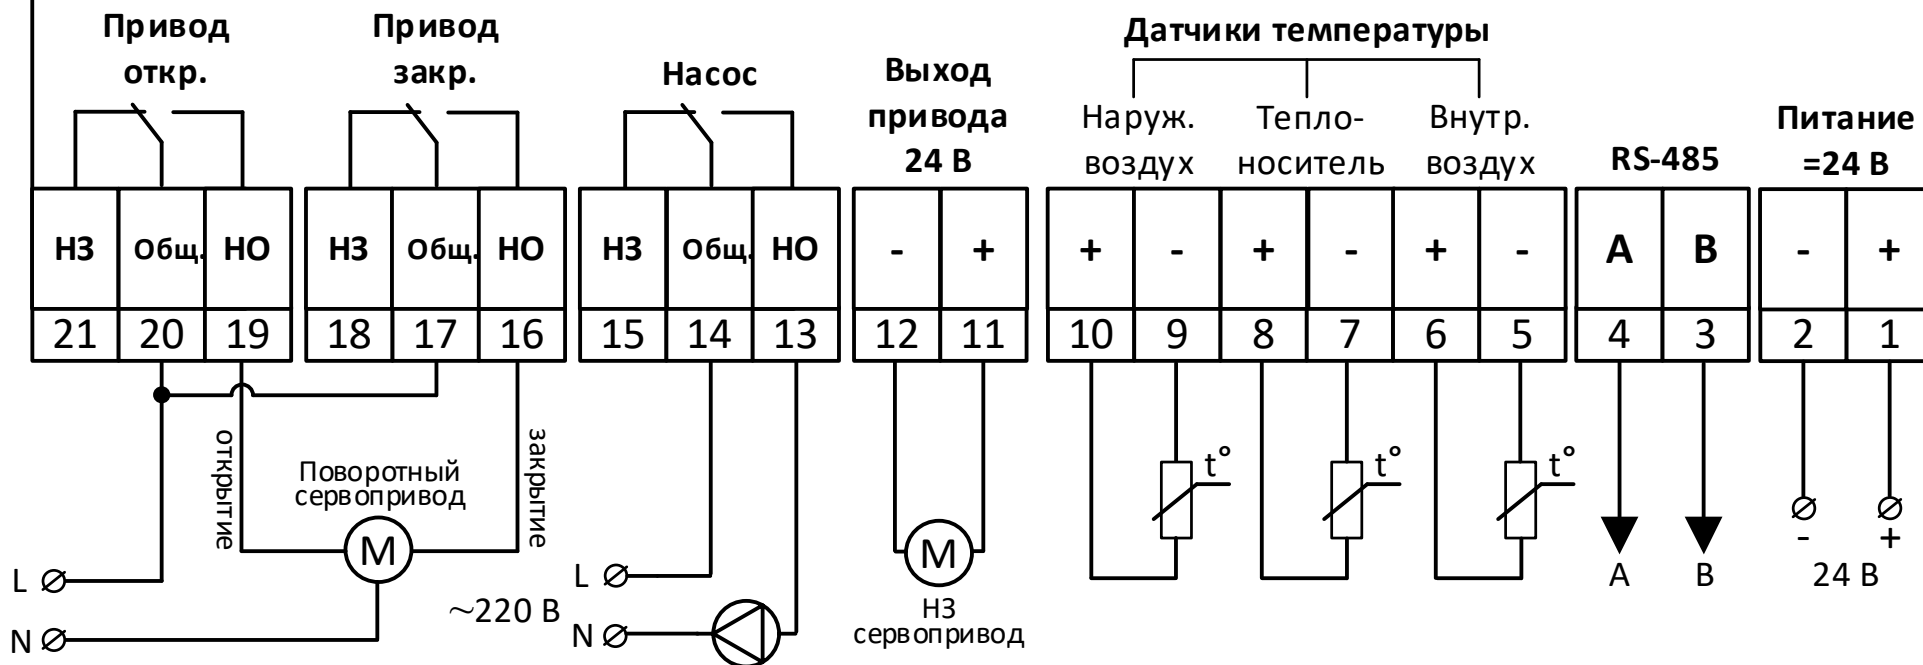 Привод
откр.
Привод
закр.
Насос
Выход
привода
24 В
Датчики температуры
Наруж.
воздух
Тепло-
носитель
Внутр.
воздух
RS-485
Питание
=24 В
НЗ Общ. НО НЗ Общ. НО НЗ Общ. НО - + + - + - + - A B - +
21 20 19 18 17 16 15 14 13 12 11 10 9 8 7 6 5 4 3 2 1
открытие
Поворотный
сервопривод
закрытие
M
L
N
~220 В
L
N
M
НЗ
сервопривод
t°
t°
t°
A
B
- +
24 В